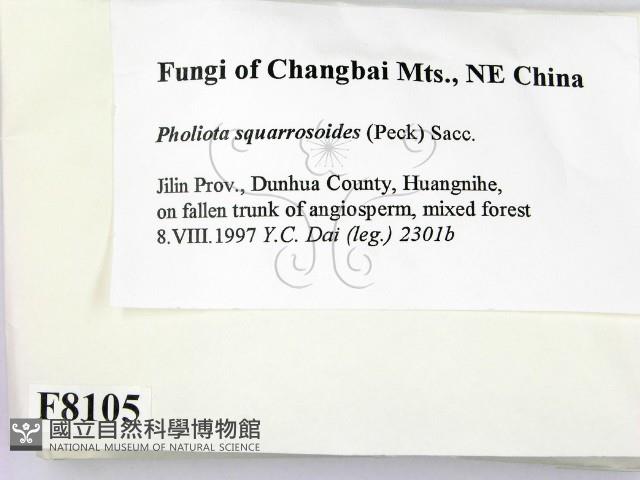 Fungi of Changbai Mts., NE China
Pholiota squarrosoides (Peck) Sacc.
Jilin Prov., Dunhua County, Huangnihe,
on fallen trunk of angiosperm, mixed forest
8.VIII.1997 Y.C. Dai (leg.) 2301b
F8105
國立自然科學博物館
NATIONAL MUSEUM OF NATURAL SCIENCE